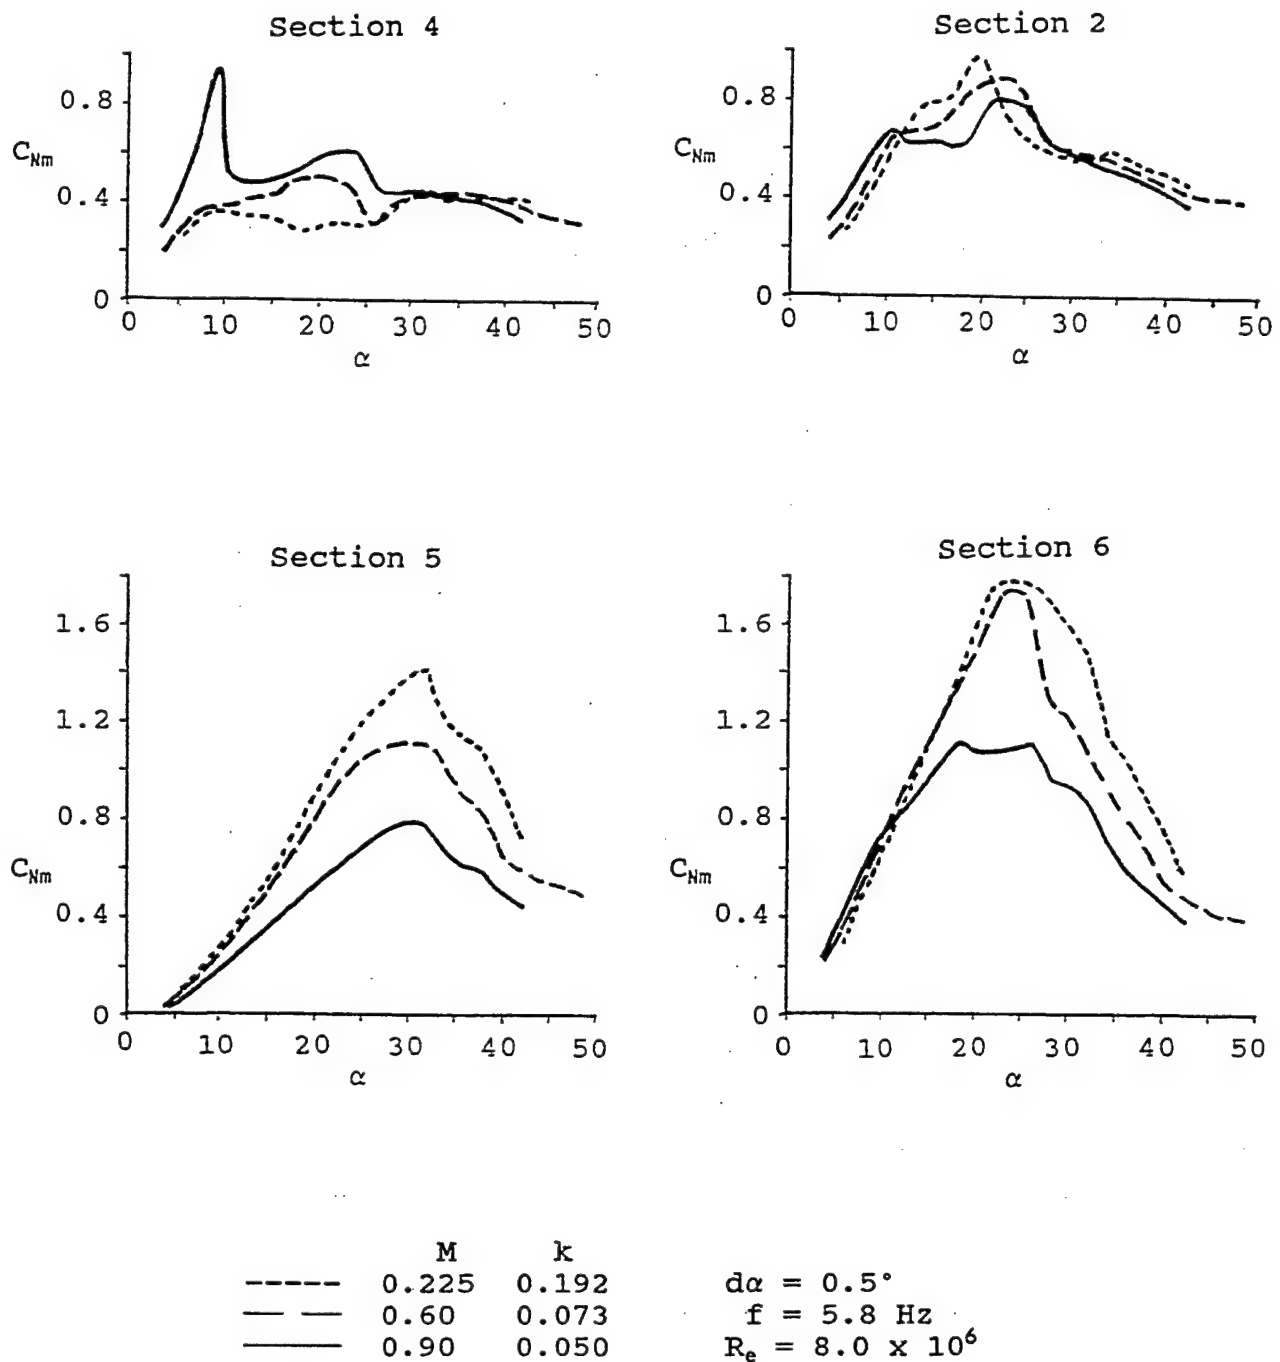 Section 4
0.8
C_Nm
0.4
0
0 10 20 30 40 50
α
Section 2
0.8
C_Nm
0.4
0
0 10 20 30 40 50
α
Section 5
1.6
1.2
0.8
C_Nm
0.4
0
0 10 20 30 40 50
α
Section 6
1.6
1.2
0.8
C_Nm
0.4
0
0 10 20 30 40 50
α
M k
0.225 0.192
0.60 0.073
0.90 0.050
dα = 0.5°
f = 5.8 Hz
R_e = 8.0 x 10^6